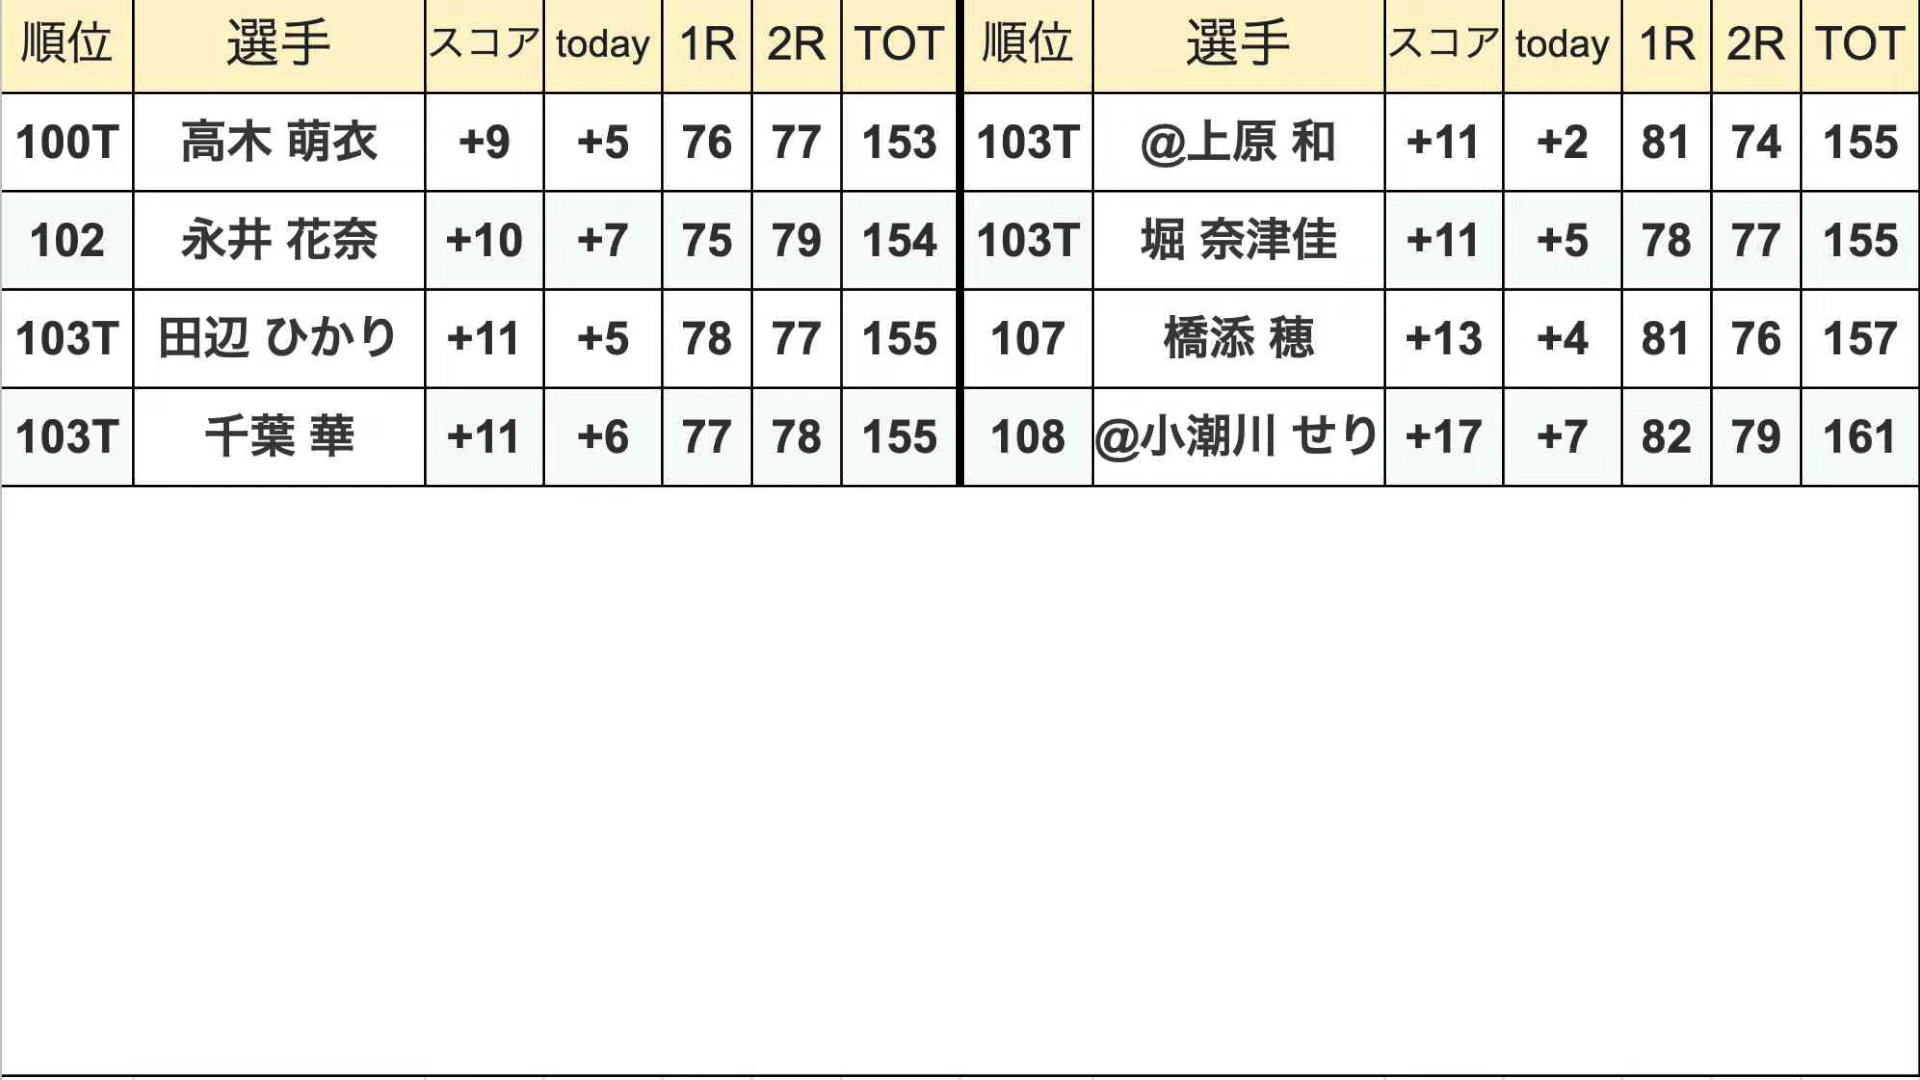 順位 選手 スコア today 1R 2R TOT 順位 選手 スコア today 1R 2R TOT
100T 高木 萌衣 +9 +5 76 77 153 103T @上原 和 +11 +2 81 74 155
102 永井 花奈 +10 +7 75 79 154 103T 堀 奈津佳 +11 +5 78 77 155
103T 田辺 ひかり +11 +5 78 77 155 107 橋添 穂 +13 +4 81 76 157
103T 千葉 華 +11 +6 77 78 155 108 @小潮川 せり +17 +7 82 79 161